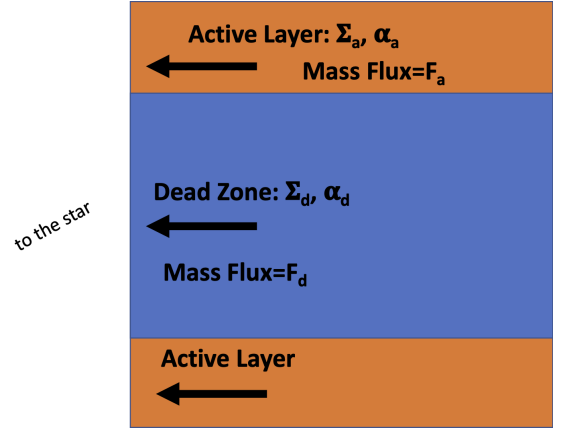 Active Layer: Σₐ, αₐ
Mass Flux=Fₐ
Dead Zone: Σd, αd
to the star
Mass Flux=Fd
Active Layer